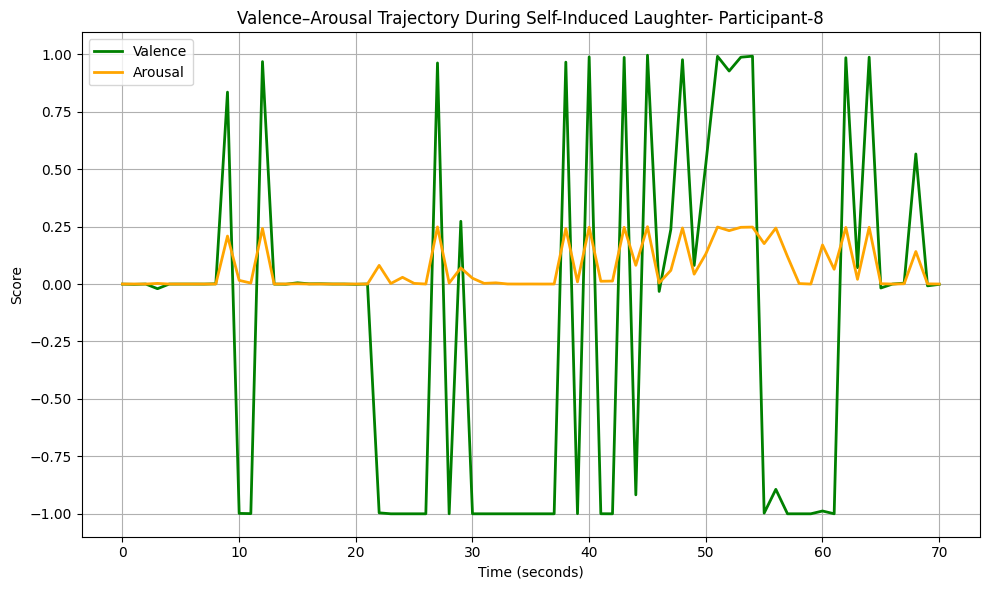 Valence–Arousal Trajectory During Self-Induced Laughter- Participant-8
Valence
Arousal
1.00
0.75
0.50
0.25
0.00
−0.25
−0.50
−0.75
−1.00
Score
0 10 20 30 40 50 60 70
Time (seconds)